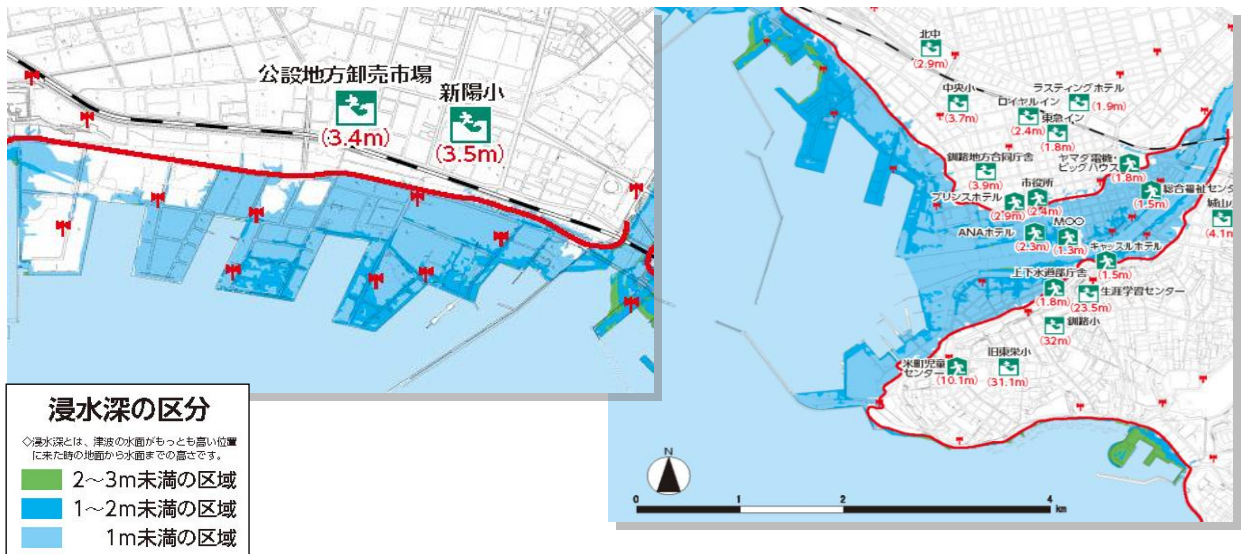 公設地方卸売市場
(3.4m)
新陽小
(3.5m)
浸水深の区分
◇浸水深とは、津波の水面がもっとも高い位置
に来た時の地面から水面までの高さです。
2～3m未満の区域
1～2m未満の区域
1m未満の区域
北中
(2.9m)
中央小
(3.7m)
ラスティングホテル
(1.9m)
ロイヤルイン
(2.4m)
東急イン
(1.8m)
釧路地方合同庁舎
(3.9m)
ヤマダ電機・
ビッグハウス
(1.8m)
市役所
(2.4m)
プリンスホテル
(2.9m)
総合福祉センタ
(1.5m)
城山小
(4.1m
ANAホテル
(2.3m)
MOO
(1.3m)
キャッスルホテル
(1.5m)
上下水道部庁舎
(1.8m)
生涯学習センター
(23.5m)
釧路小
(32m)
米町児童
センター
(10.1m)
旧東栄小
(31.1m)
N
0 1 2 4
km